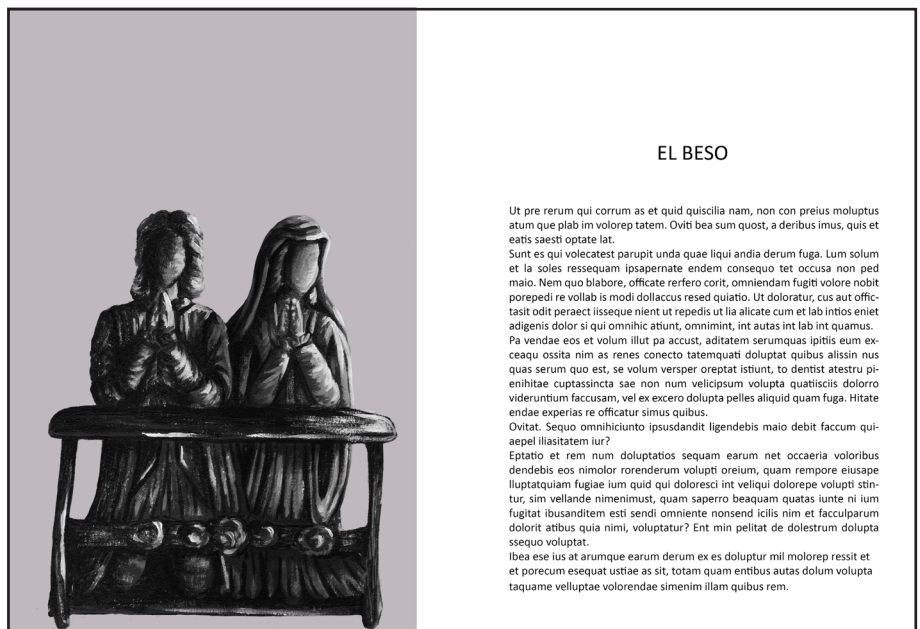 EL BESO
Ut pre rerum qui corrum as et quid quiscilia nam, non con preius moluptus
atum que plab im volorep tatem. Oviti bea sum quost, a deribus imus, quis et
eatis saesti optate lat.
Sunt es qui volecatest parupit unda quae liqui andia derum fuga. Lum solum
et la soles ressequam ipsapernate endem consequo tet occusa non ped
maio. Nem quo blabore, officate rerfero corit, omniendam fugiti volore nobit
porepedi re vollab is modi dollaccus resed quiatio. Ut doloratur, cus aut offic-
tasit odit peraect iisseque nient ut repedis ut lia alicate cum et lab intios eniet
adigenis dolor si qui omnihic atiunt, omnimint, int autas int lab int quamus.
Pa vendae eos et volum illut pa accust, aditatem serumquas ipitiis eum ex-
ceaqu ossita nim as renes conecto tatemquati doluptat quibus alissin nus
quas serum quo est, se volum versper oreptat istiunt, to dentist atestru pi-
enihitae cuptassincta sae non num velicipsum volupta quatiisciis dolorro
videruntium faccusam, vel ex excero dolupta pelles aliquid quam fuga. Hitate
endae experias re officatur simus quibus.
Ovitat. Sequo omnihiciunto ipsusdandit ligendebis maio debit faccum qui-
aepel iliasitatem iur?
Eptatio et rem num doluptatios sequam earum net occaeria voloribus
dendebis eos nimolor rorenderum volupti oreium, quam rempore eiusape
lluptatquiam fugiae ium quid qui doloresci int veliqui dolorepe volupti stin-
tur, sim vellande nimenimust, quam saperro beaquam quatas iunte ni ium
fugitat ibusanditem esti sendi omniente nonsend icilis nim et facculparum
dolorit atibus quia nimi, voluptatur? Ent min pelitat de dolestrum dolupta
ssequo voluptat.
Ibea ese ius at arumque earum derum ex es doluptur mil molorep ressit et
et porecum esequat ustiae as sit, totam quam entibus autas dolum volupta
taquame velluptae volorendae simenim illam quibus rem.